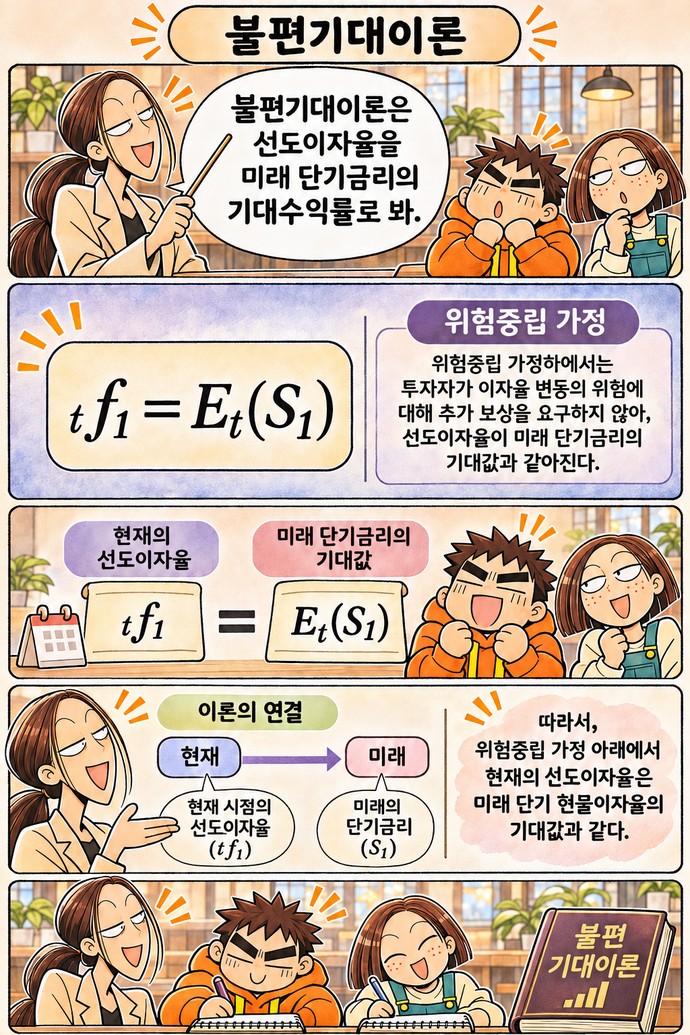 불편기대이론
불편기대이론은
선도이자율을
미래 단기금리의
기대수익률로 봐.
tf1 = Et(S1)
위험중립 가정
위험중립 가정하에서는
투자자가 이자율 변동의 위험에
대해 추가 보상을 요구하지 않아,
선도이자율이 미래 단기금리의
기대값과 같아진다.
현재의
선도이자율
미래 단기금리의
기대값
tf1 = Et(S1)
이론의 연결
현재
미래
현재 시점의
선도이자율
(tf1)
미래의
단기금리
(S1)
따라서,
위험중립 가정 아래에서
현재의 선도이자율은
미래 단기 현물이자율의
기대값과 같다.
불편
기대이론